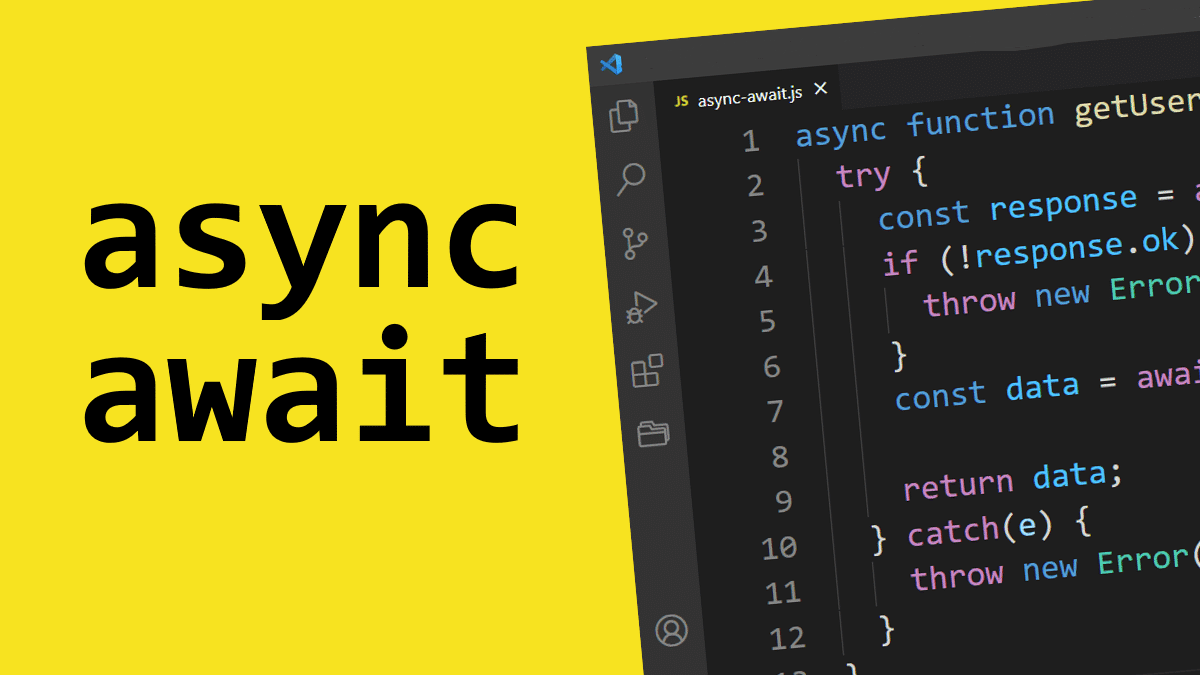 async
await
JS async-await.js
1 async function getUser
2 try {
3 const response =
4 if (!response.ok)
5 throw new Error
6 }
7 const data =
8
9 return data;
10 } catch(e) {
11 throw new Error(
12 }
}